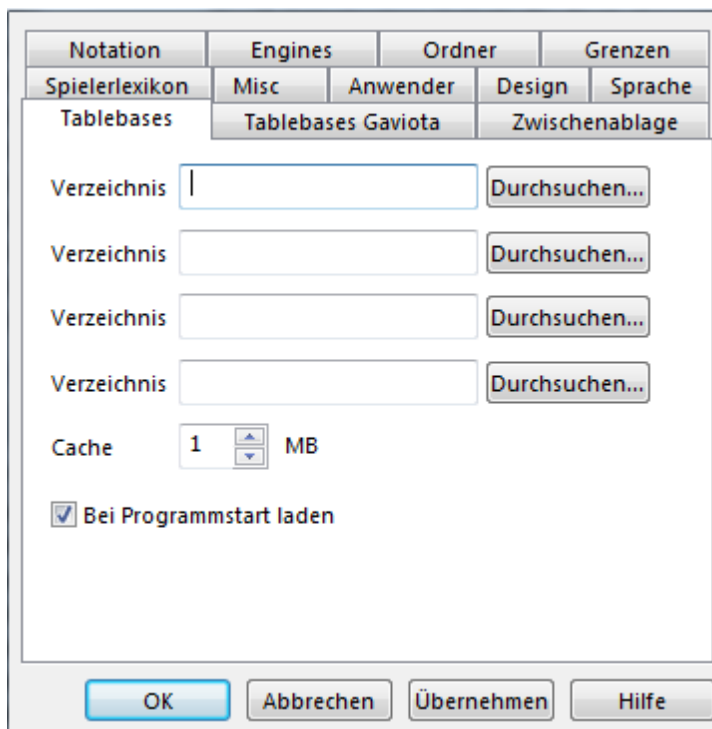 Notation Engines Ordner Grenzen
Spielerlexikon Misc Anwender Design Sprache
Tablebases Tablebases Gaviota Zwischenablage
Verzeichnis Durchsuchen...
Verzeichnis Durchsuchen...
Verzeichnis Durchsuchen...
Verzeichnis Durchsuchen...
Cache 1 MB
Bei Programmstart laden
OK Abbrechen Übernehmen Hilfe